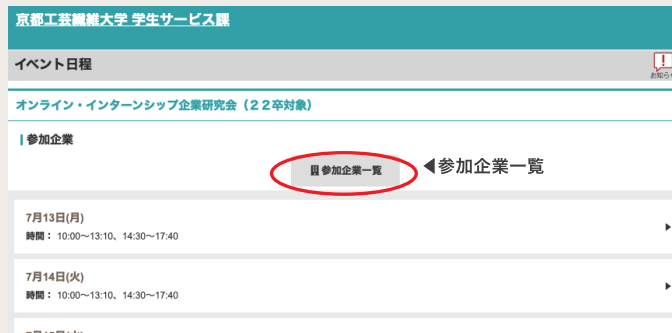 京都工芸繊維大学 学生サービス課
イベント日程
お知らせ
オンライン・インターンシップ企業研究会（２２卒対象）
参加企業
参加企業一覧
◀参加企業一覧
7月13日(月)
時間： 10:00〜13:10、14:30〜17:40
7月14日(火)
時間： 10:00〜13:10、14:30〜17:40